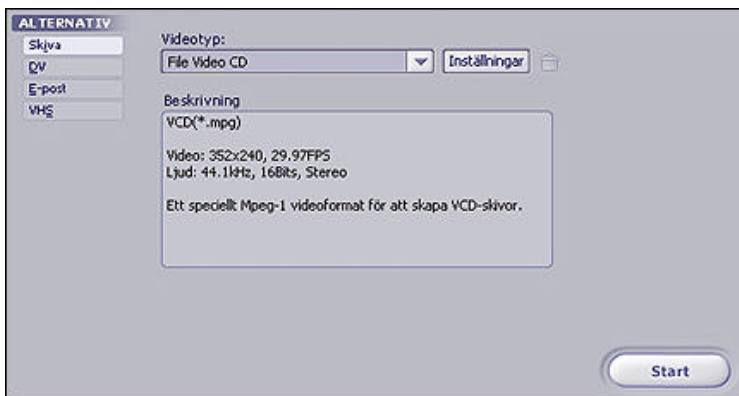 ALTERNATIV
Skiva
DV
E-post
VHS
Videotyp:
File Video CD
Inställningar
Beskrivning
VCD(*.mpg)
Video: 352x240, 29.97FPS
Ljud: 44.1kHz, 16Bits, Stereo
Ett speciellt Mpeg-1 videoformat för att skapa VCD-skivor.
Start